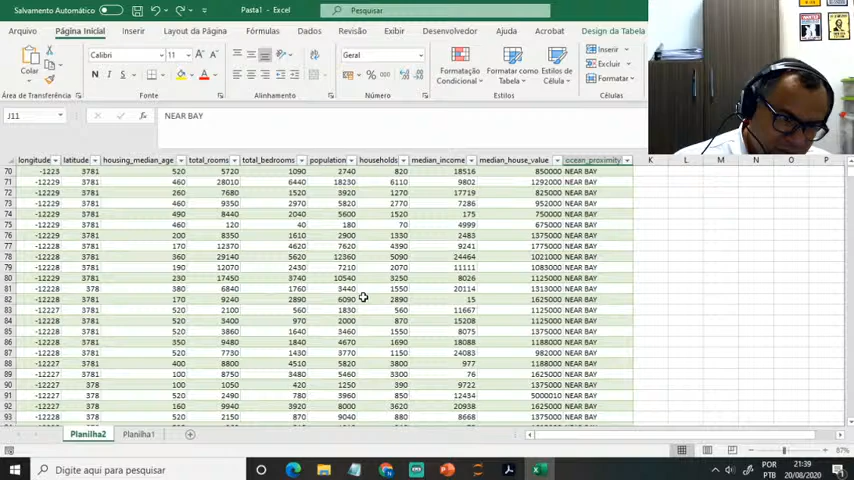 Salvamento Automático
Pasta1 - Excel
Pesquisar
Arquivo Página Inicial Inserir Layout da Página Fórmulas Dados Revisão Exibir Desenvolvedor Ajuda Acrobat Design da Tabela
Calibri 11 Geral
Colar
N I S
Formatação Condicional
Formatar como Tabela
Estilos de Célula
Inserir
Excluir
Formatar
Área de Transferência Fonte Alinhamento Número Estilos Células
J11 NEAR BAY
longitude latitude housing_median_age total_rooms total_bedrooms population households median_income median_house_value ocean_proximity K L M N O P
70 -1223 3781 520 5720 1090 2740 820 18516 850000 NEAR BAY
71 -12229 3781 460 28010 6440 18230 6110 9802 1292000 NEAR BAY
72 -12229 3781 260 7680 1520 3920 1270 17719 825000 NEAR BAY
73 -12229 3781 460 9350 2970 5820 2770 7286 952000 NEAR BAY
74 -12229 3781 490 8440 2040 5600 1520 175 750000 NEAR BAY
75 -12229 3781 460 120 40 180 70 4999 675000 NEAR BAY
76 -12229 3781 200 8350 1610 2900 1330 2483 1375000 NEAR BAY
77 -12228 3781 170 12370 4620 7620 4390 9241 1775000 NEAR BAY
78 -12228 3781 360 29140 5620 12360 5090 24464 1021000 NEAR BAY
79 -12228 3781 190 12070 2430 7210 2070 11111 1083000 NEAR BAY
80 -12229 3781 230 17450 3740 10540 3250 8026 1125000 NEAR BAY
81 -12228 378 380 6840 1760 3440 1550 20114 1313000 NEAR BAY
82 -12228 3781 170 9240 2890 6090 2890 15 1625000 NEAR BAY
83 -12227 3781 520 2100 560 1830 560 11667 1125000 NEAR BAY
84 -12228 3781 520 3400 970 2000 870 15208 1125000 NEAR BAY
85 -12228 3781 520 3860 1640 3460 1550 8075 1125000 NEAR BAY
86 -12228 3781 350 9480 1840 4670 1690 18088 1188000 NEAR BAY
87 -12228 3781 520 7730 1430 3770 1150 24083 982000 NEAR BAY
88 -12227 3781 400 8800 4510 5820 3800 977 1188000 NEAR BAY
89 -12227 3781 100 8750 3480 5460 3300 76 1625000 NEAR BAY
90 -12227 378 100 1050 420 1250 390 9722 1375000 NEAR BAY
91 -12227 378 520 2490 780 3960 850 12434 5000010 NEAR BAY
92 -12227 378 160 9940 3920 8000 3620 20938 1625000 NEAR BAY
93 -12228 378 520 2150 870 9040 880 8668 1375000 NEAR BAY
Planilha2 Planilha1
100%
Digite aqui para pesquisar
POR
PTB
21:39
20/08/2020